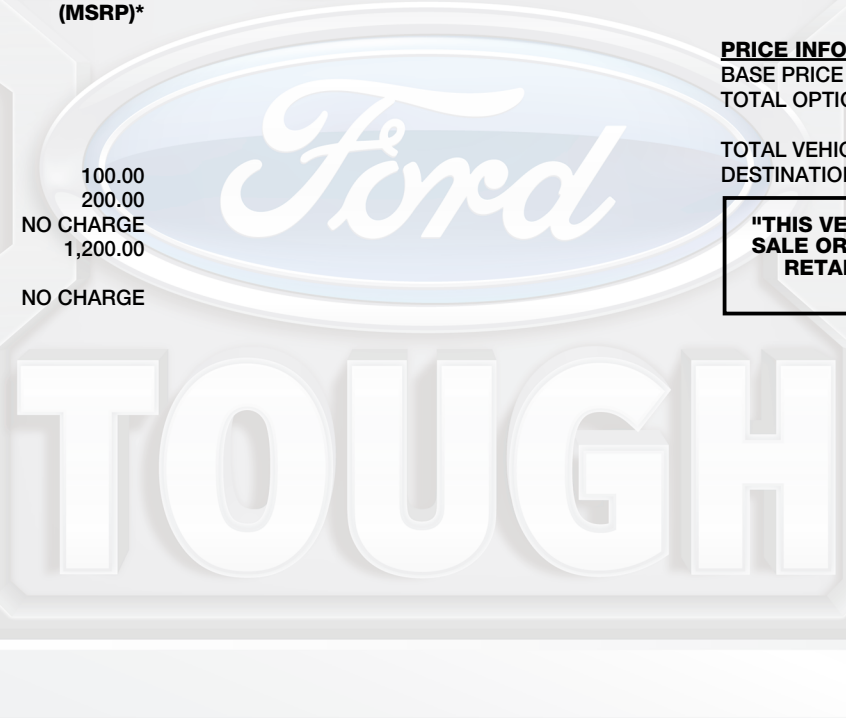 (MSRP)*
100.00
200.00
NO CHARGE
1,200.00
NO CHARGE
PRICE INFO
BASE PRICE
TOTAL OPTIO
TOTAL VEHIC
DESTINATION
"THIS VE
SALE OR
RETAI
Ford
TOUGH